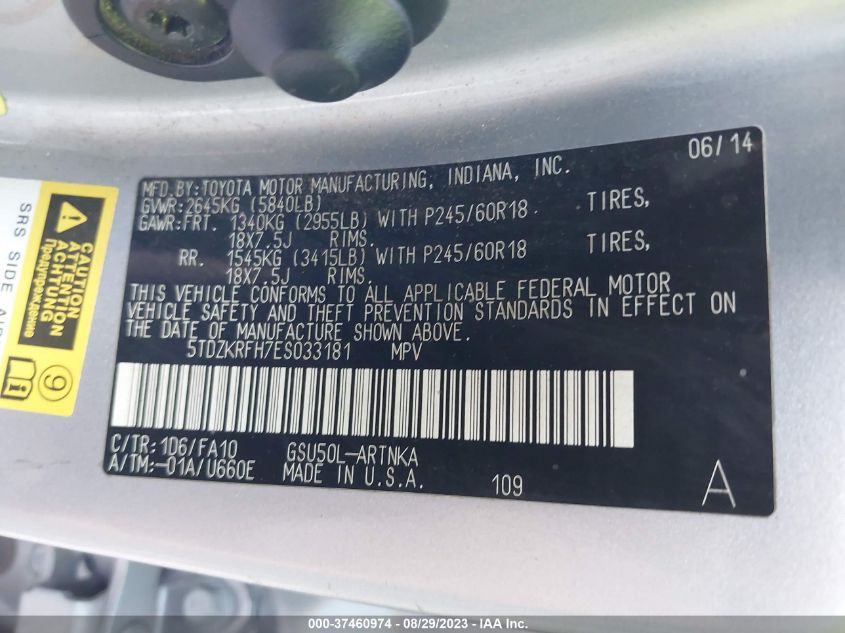 06/14
MFD.BY:TOYOTA MOTOR MANUFACTURING, INDIANA, INC.
GVWR:2645KG (5840LB)
GAWR:FRT. 1340KG (2955LB) WITH P245/60R18 TIRES,
18X7.5J RIMS.
RR. 1545KG (3415LB) WITH P245/60R18 TIRES,
18X7.5J RIMS.
THIS VEHICLE CONFORMS TO ALL APPLICABLE FEDERAL MOTOR
VEHICLE SAFETY AND THEFT PREVENTION STANDARDS IN EFFECT ON
THE DATE OF MANUFACTURE SHOWN ABOVE.
5TDZKRFH7ES033181 MPV
C/TR:1D6/FA10 GSU50L-ARTNKA
A/TM:-01A/U660E MADE IN U.S.A. 109 A
SRS SIDE
CAUTION
ATTENTION
ACHTUNG
Предупреждение
9
000-37460974 / 08/29/2023 - IAA Inc.